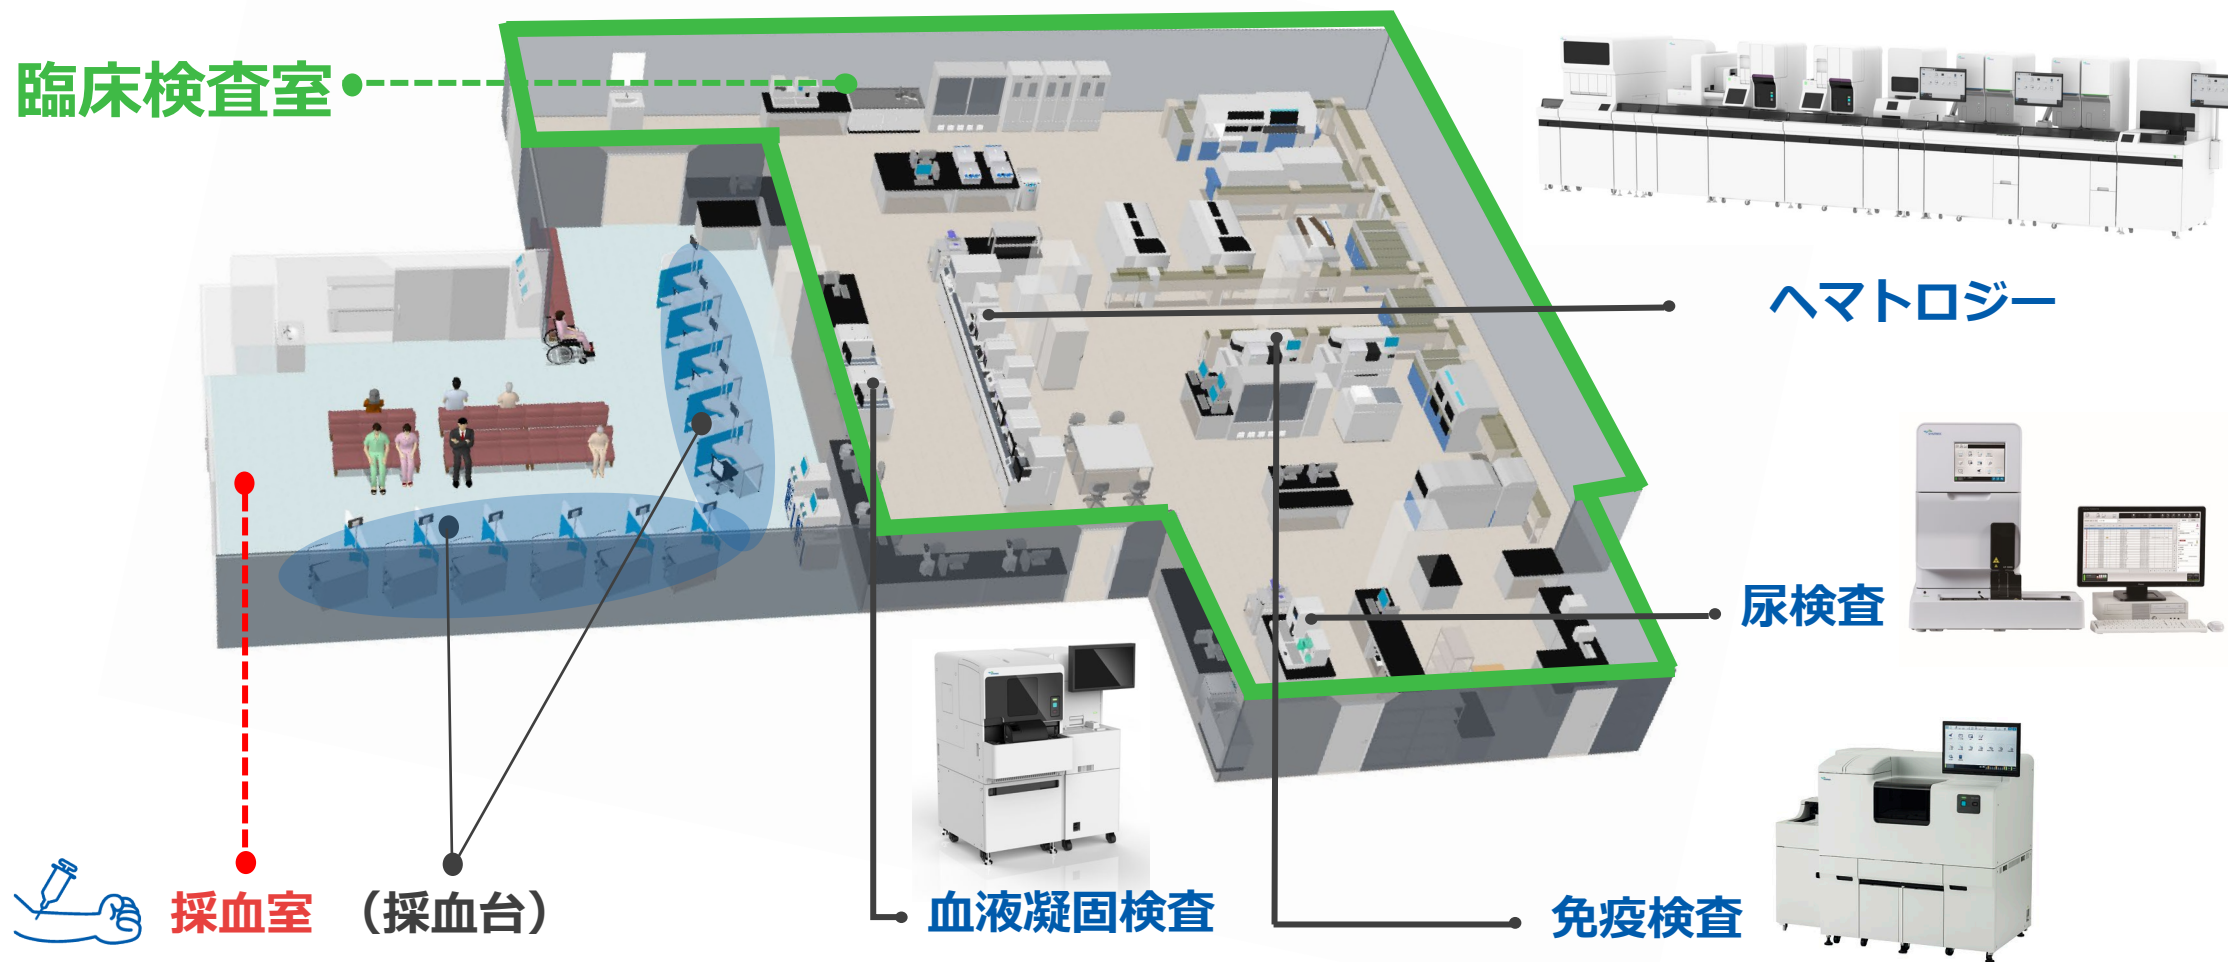 臨床検査室
ヘマトロジー
尿検査
採血室
（採血台）
血液凝固検査
免疫検査